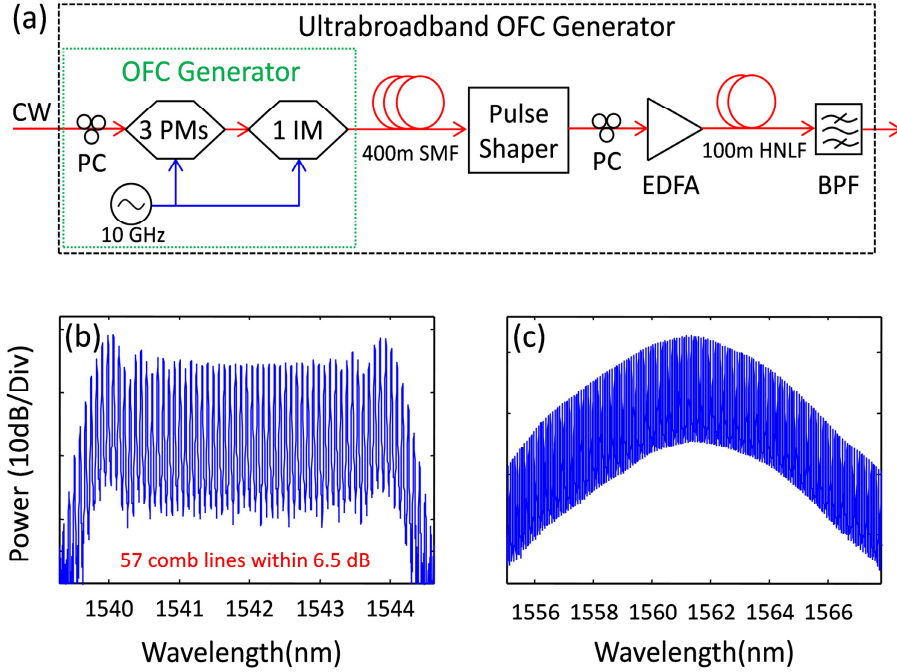 (a)
Ultrabroadband OFC Generator
OFC Generator
CW
PC
3 PMs
1 IM
10 GHz
400m SMF
Pulse
Shaper
PC
EDFA
100m HNLF
BPF
(b)
Power (10dB/Div)
57 comb lines within 6.5 dB
1540 1541 1542 1543 1544
Wavelength(nm)
(c)
1556 1558 1560 1562 1564 1566
Wavelength(nm)